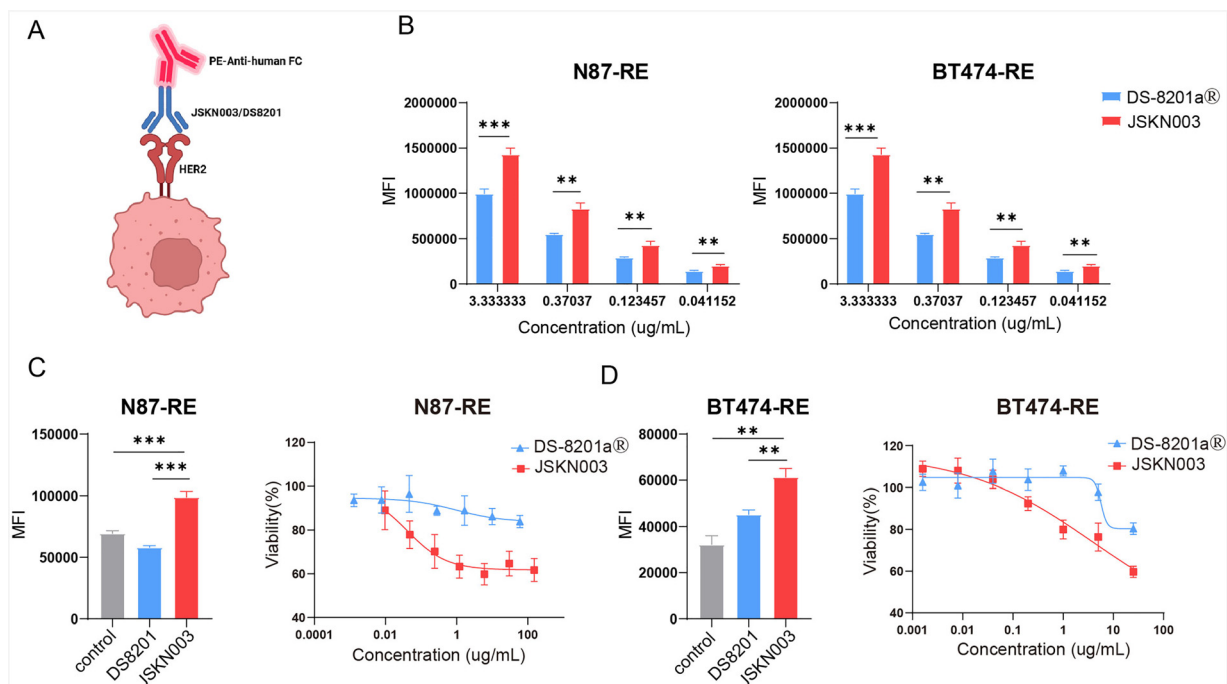 A
PE-Anti-human FC
JSKN003/DS8201
HER2
B
N87-RE
MFI
2000000
1500000
1000000
500000
0
***
**
**
**
3.333333 0.37037 0.123457 0.041152
Concentration (ug/mL)
BT474-RE
MFI
2000000
1500000
1000000
500000
0
***
**
**
**
3.333333 0.37037 0.123457 0.041152
Concentration (ug/mL)
DS-8201a®
JSKN003
C
N87-RE
MFI
150000
100000
50000
0
***
***
control
DS8201
JSKN003
N87-RE
DS-8201a®
JSKN003
Viability(%)
120
100
80
60
40
0.0001 0.01 1 100
Concentration (ug/mL)
D
BT474-RE
MFI
80000
60000
40000
20000
0
**
**
control
DS8201
JSKN003
BT474-RE
DS-8201a®
JSKN003
Viability(%)
120
100
80
60
40
0.001 0.01 0.1 1 10 100
Concentration (ug/mL)